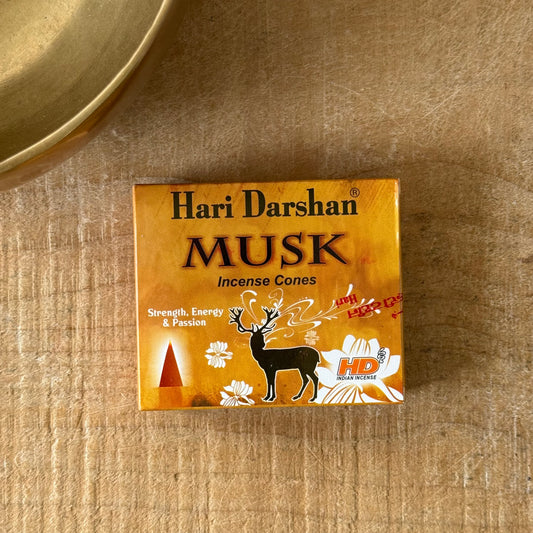 Hari Darshan®
MUSK
Incense Cones
Strength, Energy
& Passion
HD
INDIAN INCENSE